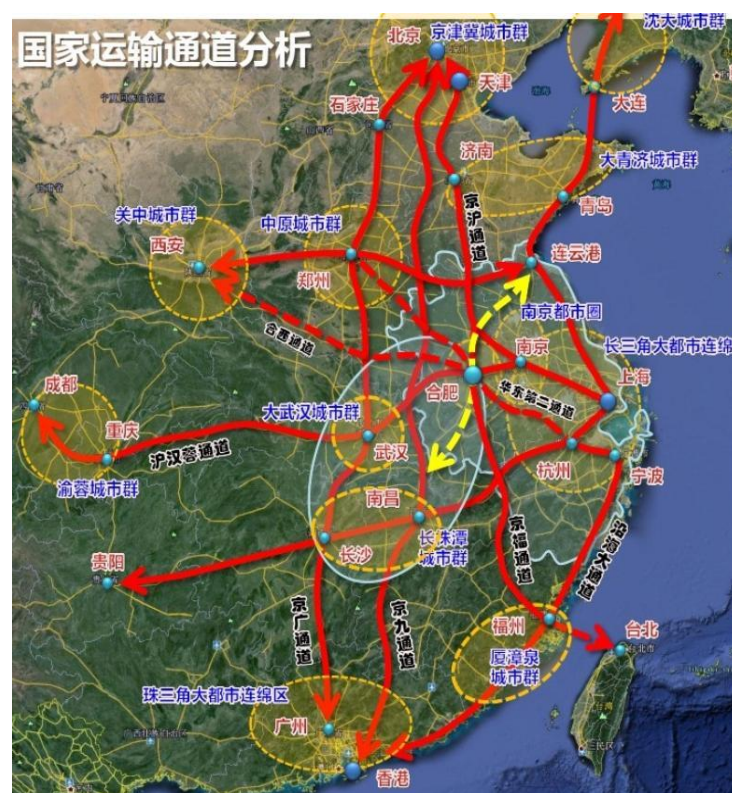 国家运输通道分析
北京
京津冀城市群
沈大城市群
天津
大连
石家庄
济南
大青济城市群
青岛
京沪通道
关中城市群
中原城市群
西安
郑州
连云港
合西通道
南京都市圈
南京
长三角大都市连绵
成都
合肥
华东第二通道
上海
大武汉城市群
重庆
武汉
杭州
宁波
沪汉蓉通道
渝蓉城市群
南昌
长沙
长株潭
城市群
京福通道
沿海大通道
贵阳
京广通道
京九通道
福州
台北
台北市
厦漳泉
城市群
珠三角大都市连绵区
广州
香港
台湾
三民区